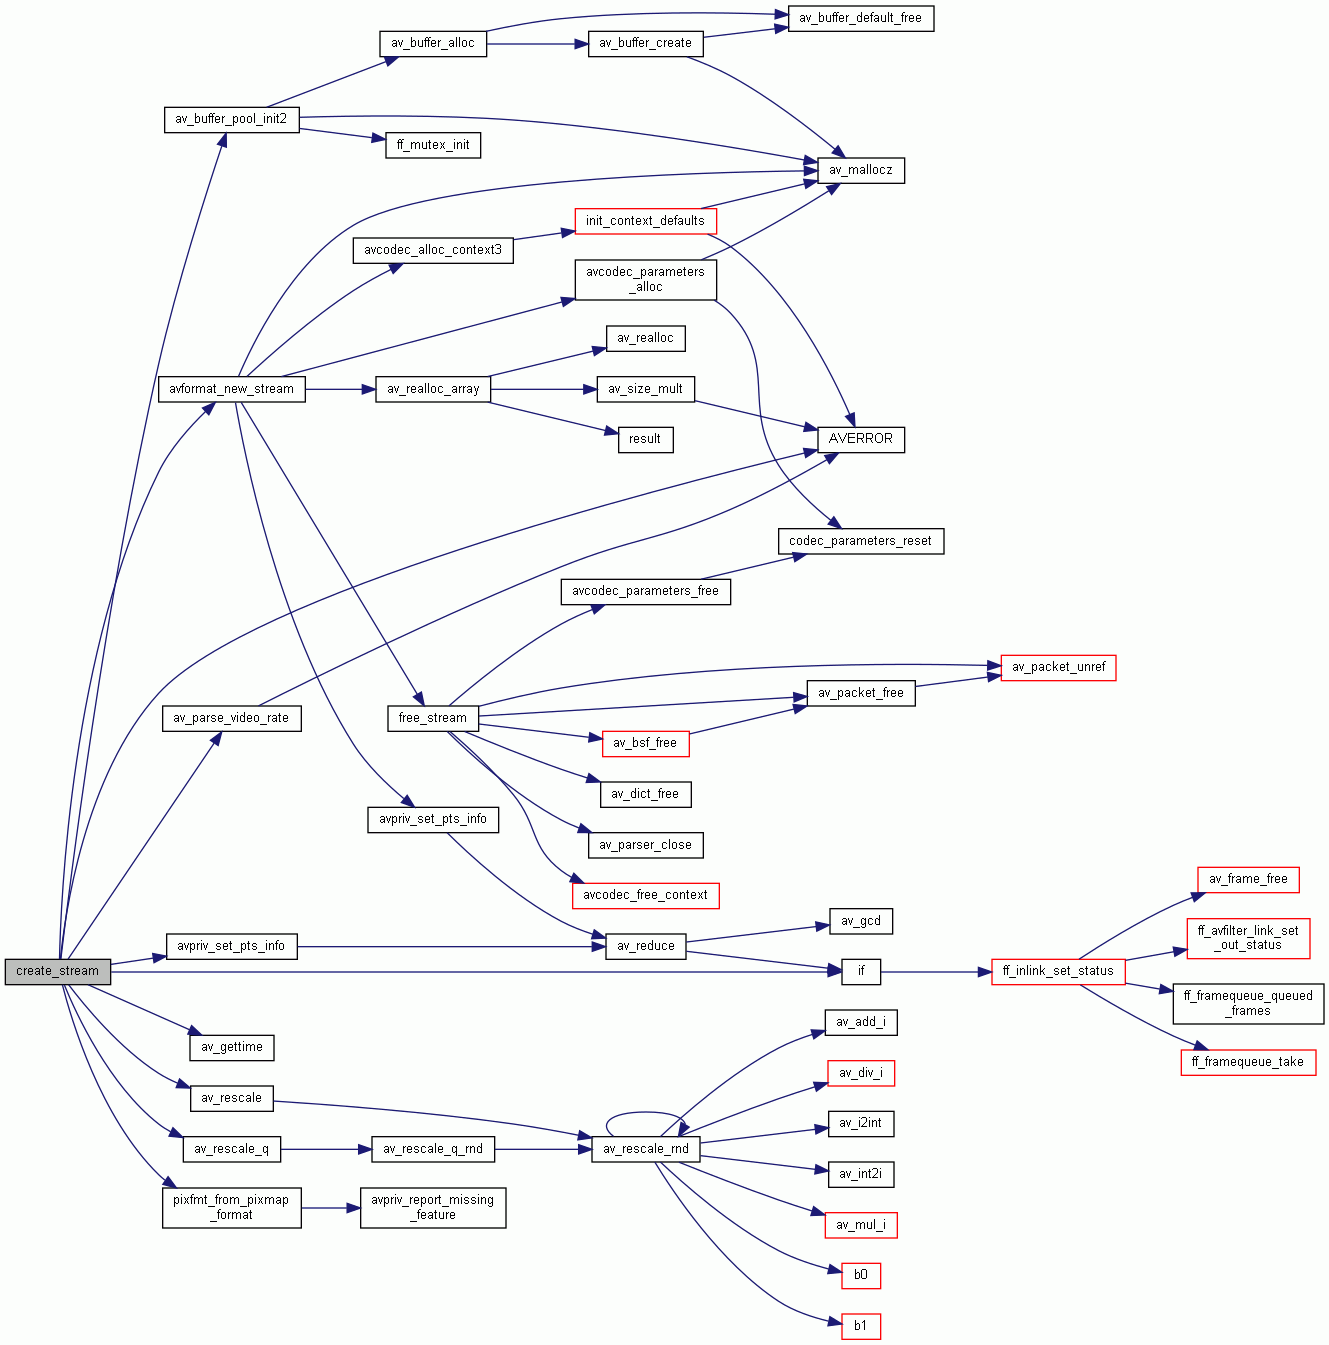 av_buffer_default_free
av_buffer_alloc
av_buffer_create
av_buffer_pool_init2
ff_mutex_init
av_mallocz
init_context_defaults
avcodec_alloc_context3
avcodec_parameters
_alloc
av_realloc
avformat_new_stream
av_realloc_array
av_size_mult
result
AVERROR
codec_parameters_reset
avcodec_parameters_free
av_packet_unref
av_packet_free
av_parse_video_rate
free_stream
av_bsf_free
av_dict_free
avpriv_set_pts_info
av_parser_close
avcodec_free_context
av_frame_free
av_gcd
ff_avfilter_link_set
_out_status
avpriv_set_pts_info
av_reduce
create_stream
if
ff_inlink_set_status
ff_framequeue_queued
_frames
av_add_i
av_gettime
ff_framequeue_take
av_div_i
av_rescale
av_i2int
av_rescale_q
av_rescale_q_rnd
av_rescale_rnd
av_int2i
pixfmt_from_pixmap
_format
avpriv_report_missing
_feature
av_mul_i
b0
b1